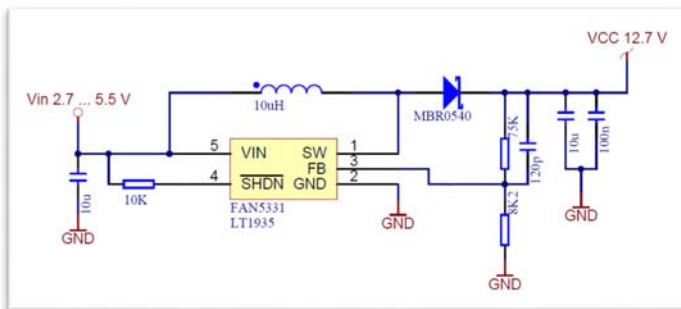 VCC 12.7 V
Vin 2.7 ... 5.5 V
10uH
MBR0540
75K
120p
10u
100n
5 VIN SW 1
FB 3
4 SHDN GND 2
10u
10K
FAN5331
LT1935
8K2
GND
GND
GND
GND